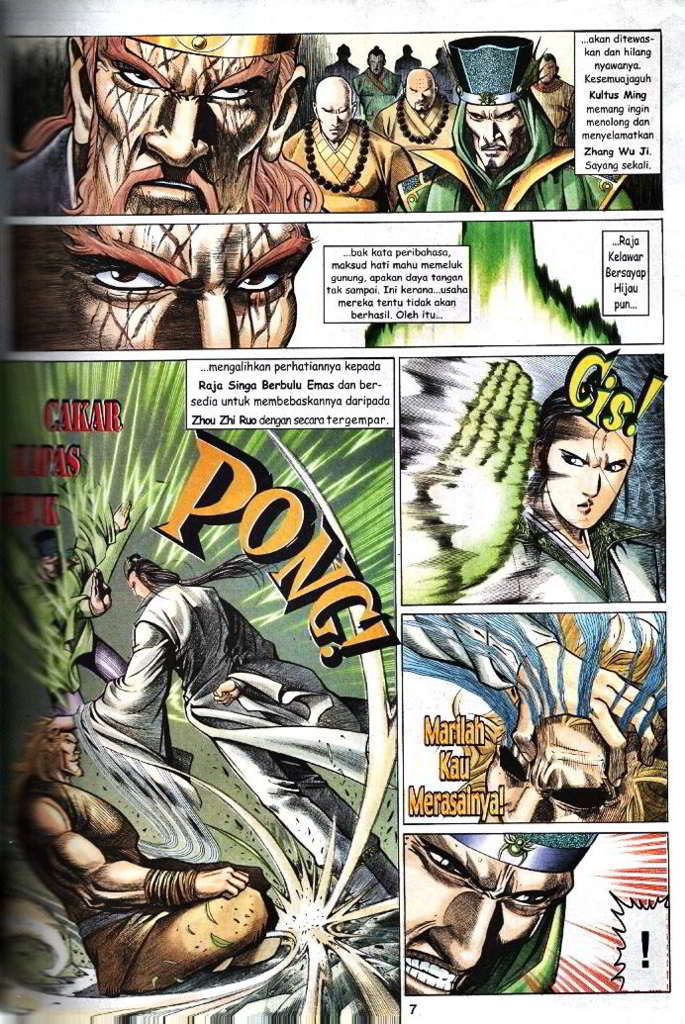 ...akan ditewas-
kan dan hilang
nyawanya.
Kesemuajaguh
Kultus Ming
memang ingin
menolong dan
menyelamatkan
Zhang Wu Ji.
Sayang sekali.
...bak kata peribahasa,
maksud hati mahu memeluk
gunung, apakan daya tangan
tak sampai. Ini kerana...usaha
mereka tentu tidak akan
berhasil. Oleh itu...
...Raja
Kelawar
Bersayap
Hijau
pun...
...mengalihkan perhatiannya kepada
Raja Singa Berbulu Emas dan ber-
sedia untuk membebaskannya daripada
Zhou Zhi Ruo dengan secara tergempar.
CAKAR
PONG!
Cis!
Marilah
Kau
Merasainya!
!
7